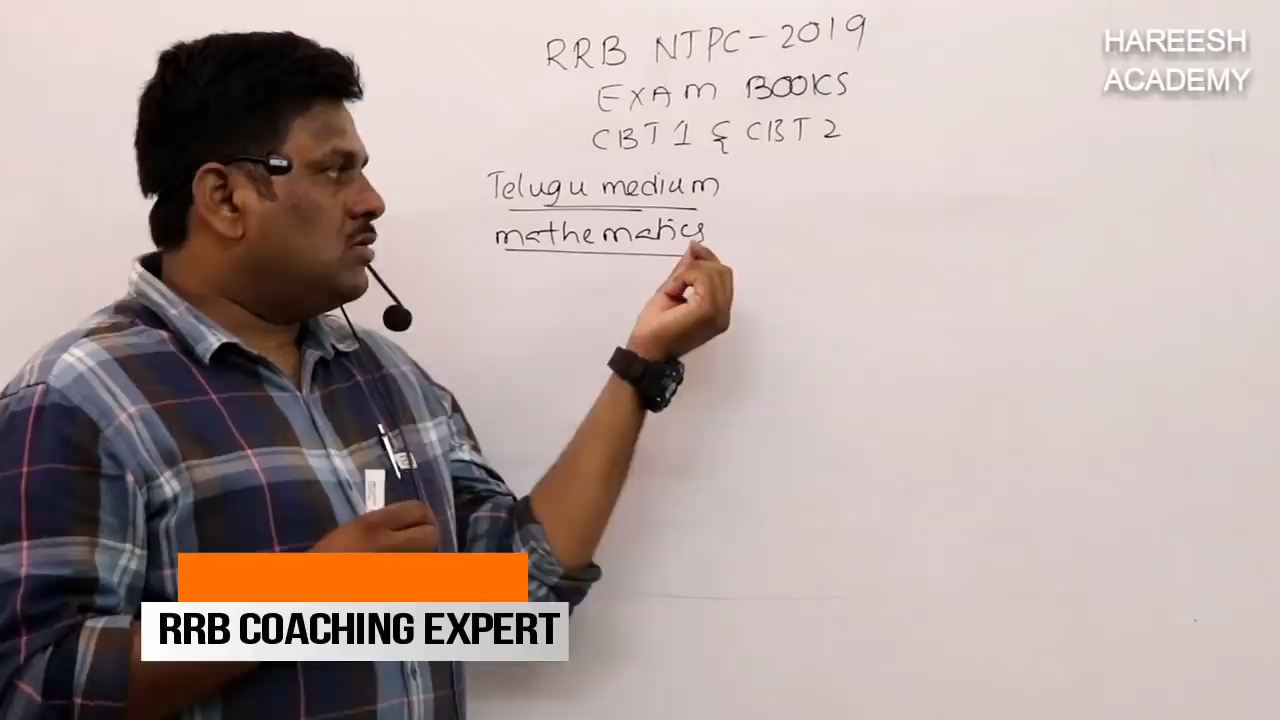 RRB NTPC-2019
EXAM BOOKS
CBT 1 & CBT 2
Telugu medium
mathematics
HAREESH
ACADEMY
RRB COACHING EXPERT